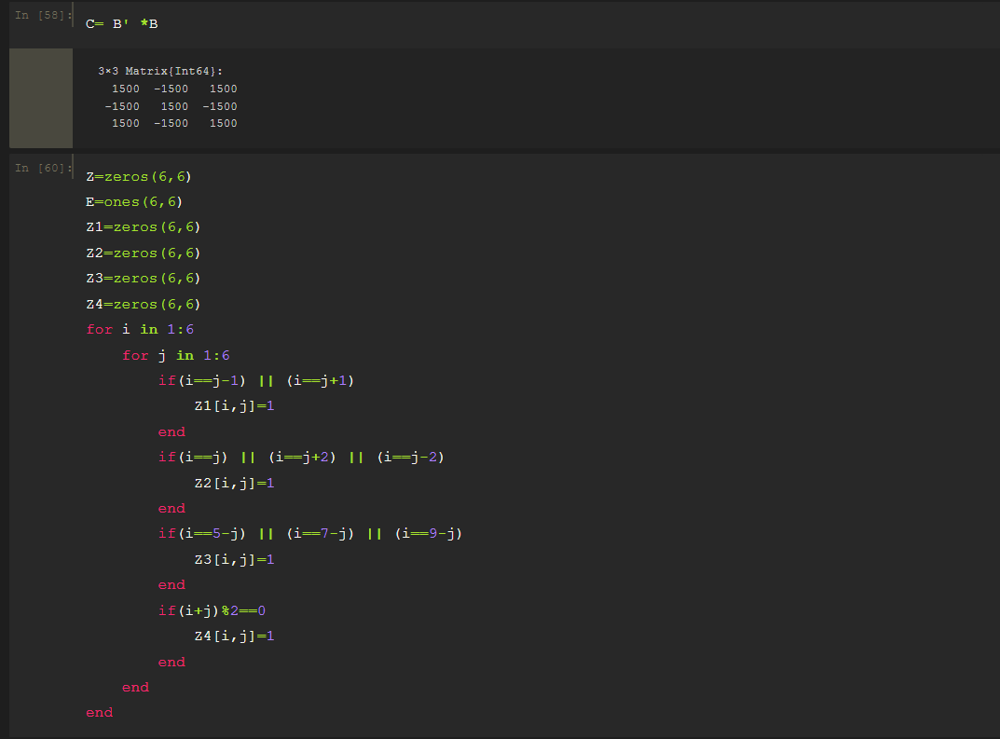 In [58]:
C= B' *B
3×3 Matrix{Int64}:
  1500  -1500   1500
 -1500   1500  -1500
  1500  -1500   1500
In [60]:
Z=zeros(6,6)
E=ones(6,6)
Z1=zeros(6,6)
Z2=zeros(6,6)
Z3=zeros(6,6)
Z4=zeros(6,6)
for i in 1:6
    for j in 1:6
        if(i==j-1) || (i==j+1)
            Z1[i,j]=1
        end
        if(i==j) || (i==j+2) || (i==j-2)
            Z2[i,j]=1
        end
        if(i==5-j) || (i==7-j) || (i==9-j)
            Z3[i,j]=1
        end
        if(i+j)%2==0
            Z4[i,j]=1
        end
    end
end